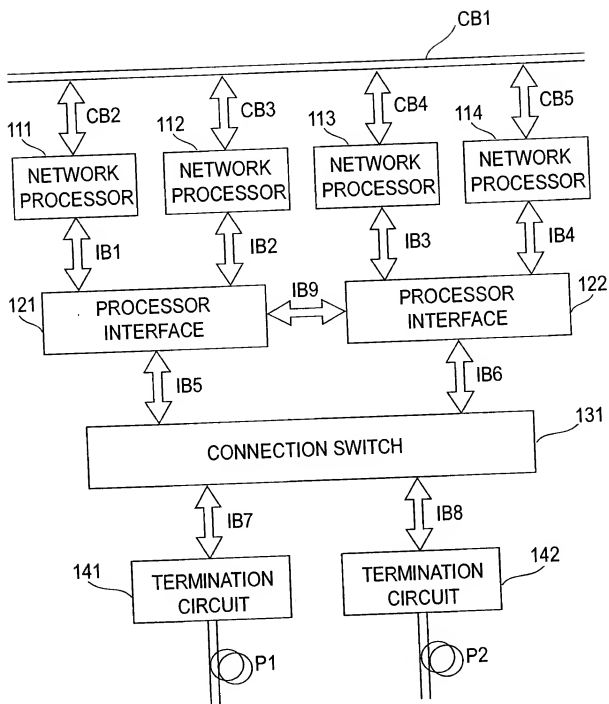 CB1
CB2
CB3
CB4
CB5
111
112
113
114
NETWORK
PROCESSOR
NETWORK
PROCESSOR
NETWORK
PROCESSOR
NETWORK
PROCESSOR
IB1
IB2
IB3
IB4
121
PROCESSOR
INTERFACE
IB9
PROCESSOR
INTERFACE
122
IB5
IB6
CONNECTION SWITCH
131
IB7
IB8
141
TERMINATION
CIRCUIT
TERMINATION
CIRCUIT
142
P1
P2